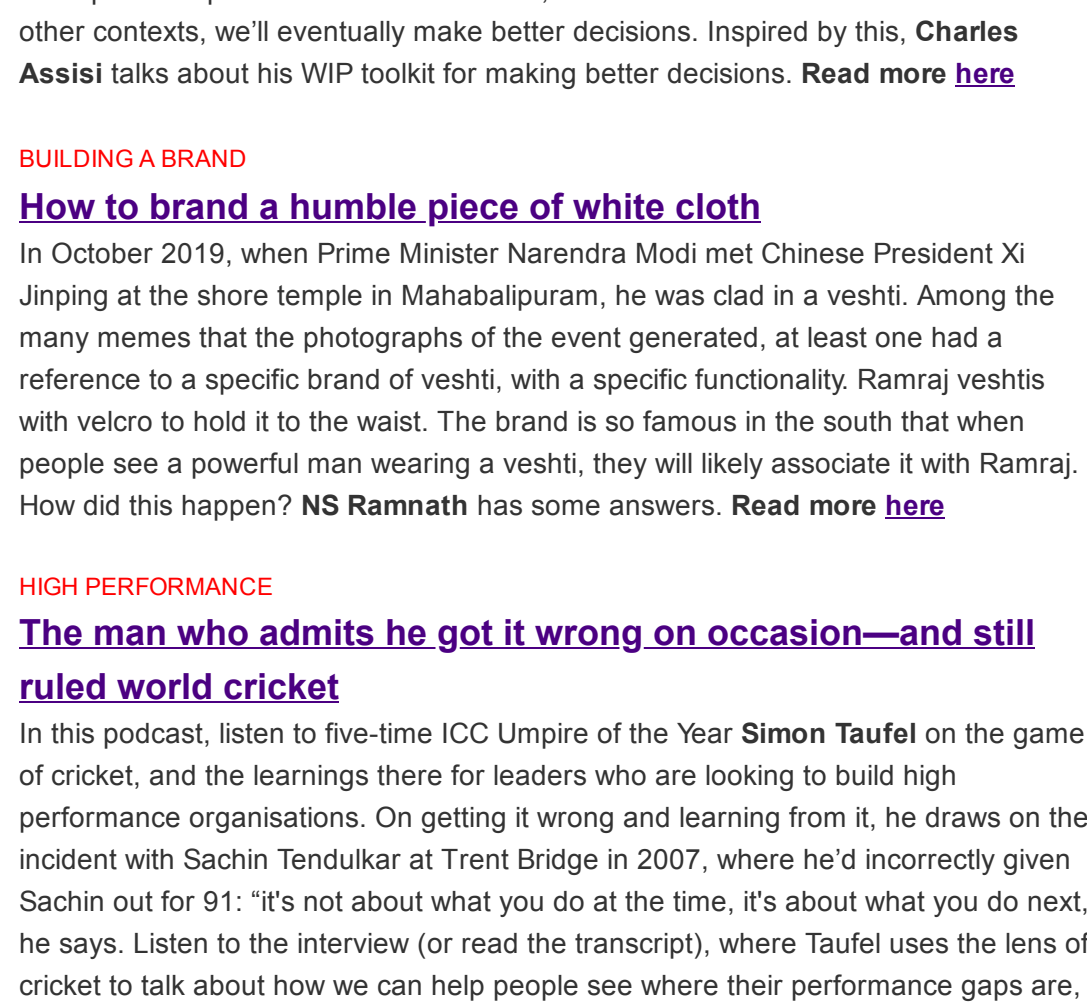 other contexts, we’ll eventually make better decisions. Inspired by this, Charles
Assisi talks about his WIP toolkit for making better decisions. Read more here
BUILDING A BRAND
How to brand a humble piece of white cloth
In October 2019, when Prime Minister Narendra Modi met Chinese President Xi
Jinping at the shore temple in Mahabalipuram, he was clad in a veshti. Among the
many memes that the photographs of the event generated, at least one had a
reference to a specific brand of veshti, with a specific functionality. Ramraj veshtis
with velcro to hold it to the waist. The brand is so famous in the south that when
people see a powerful man wearing a veshti, they will likely associate it with Ramraj.
How did this happen? NS Ramnath has some answers. Read more here
HIGH PERFORMANCE
The man who admits he got it wrong on occasion—and still
ruled world cricket
In this podcast, listen to five-time ICC Umpire of the Year Simon Taufel on the game
of cricket, and the learnings there for leaders who are looking to build high
performance organisations. On getting it wrong and learning from it, he draws on the
incident with Sachin Tendulkar at Trent Bridge in 2007, where he’d incorrectly given
Sachin out for 91: “it's not about what you do at the time, it's about what you do next,
he says. Listen to the interview (or read the transcript), where Taufel uses the lens of
cricket to talk about how we can help people see where their performance gaps are,